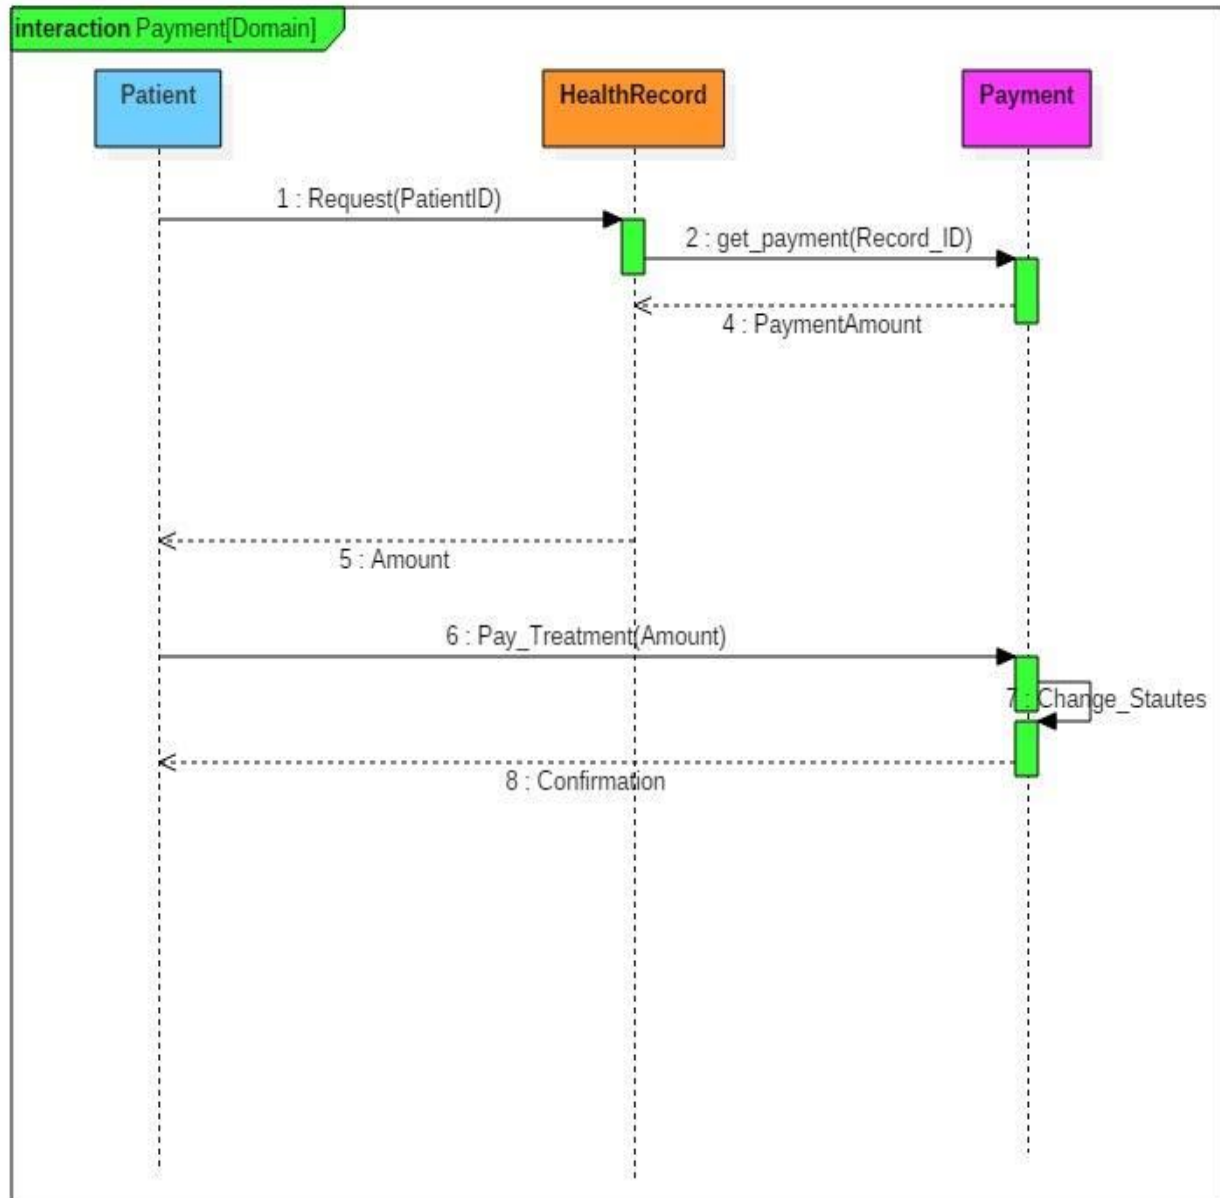 interaction Payment[Domain]
Patient
HealthRecord
Payment
1 : Request(PatientID)
2 : get_payment(Record_ID)
4 : PaymentAmount
5 : Amount
6 : Pay_Treatment(Amount)
7 : Change_Stautes
8 : Confirmation